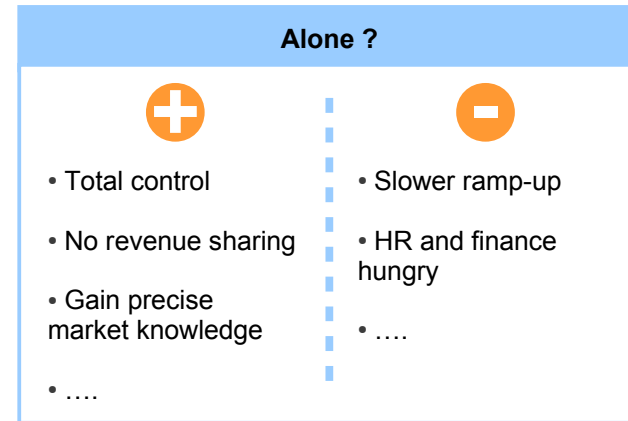 Alone ?
• Total control
• No revenue sharing
• Gain precise
market knowledge
• ….
• Slower ramp-up
• HR and finance
hungry
• ….